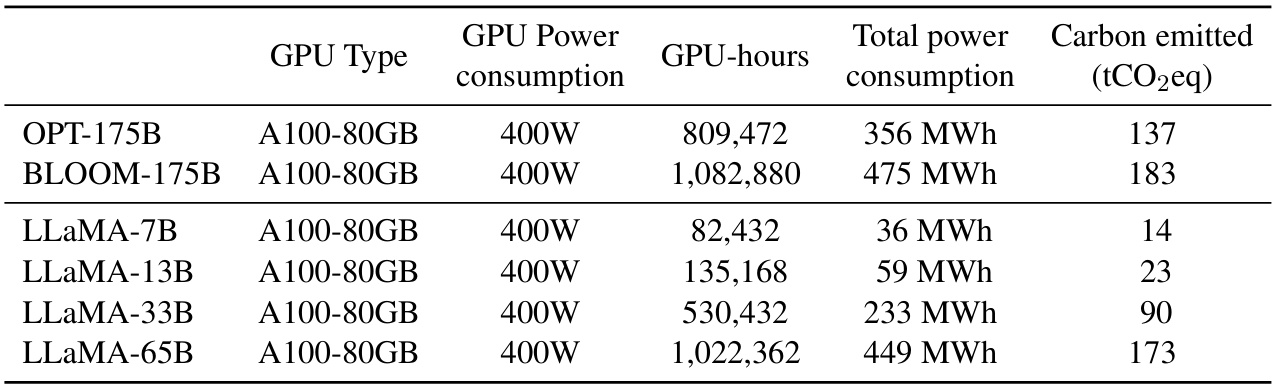 GPU Type GPU Power consumption GPU-hours Total power consumption Carbon emitted (tCO₂eq)
OPT-175B A100-80GB 400W 809,472 356 MWh 137
BLOOM-175B A100-80GB 400W 1,082,880 475 MWh 183
LLaMA-7B A100-80GB 400W 82,432 36 MWh 14
LLaMA-13B A100-80GB 400W 135,168 59 MWh 23
LLaMA-33B A100-80GB 400W 530,432 233 MWh 90
LLaMA-65B A100-80GB 400W 1,022,362 449 MWh 173